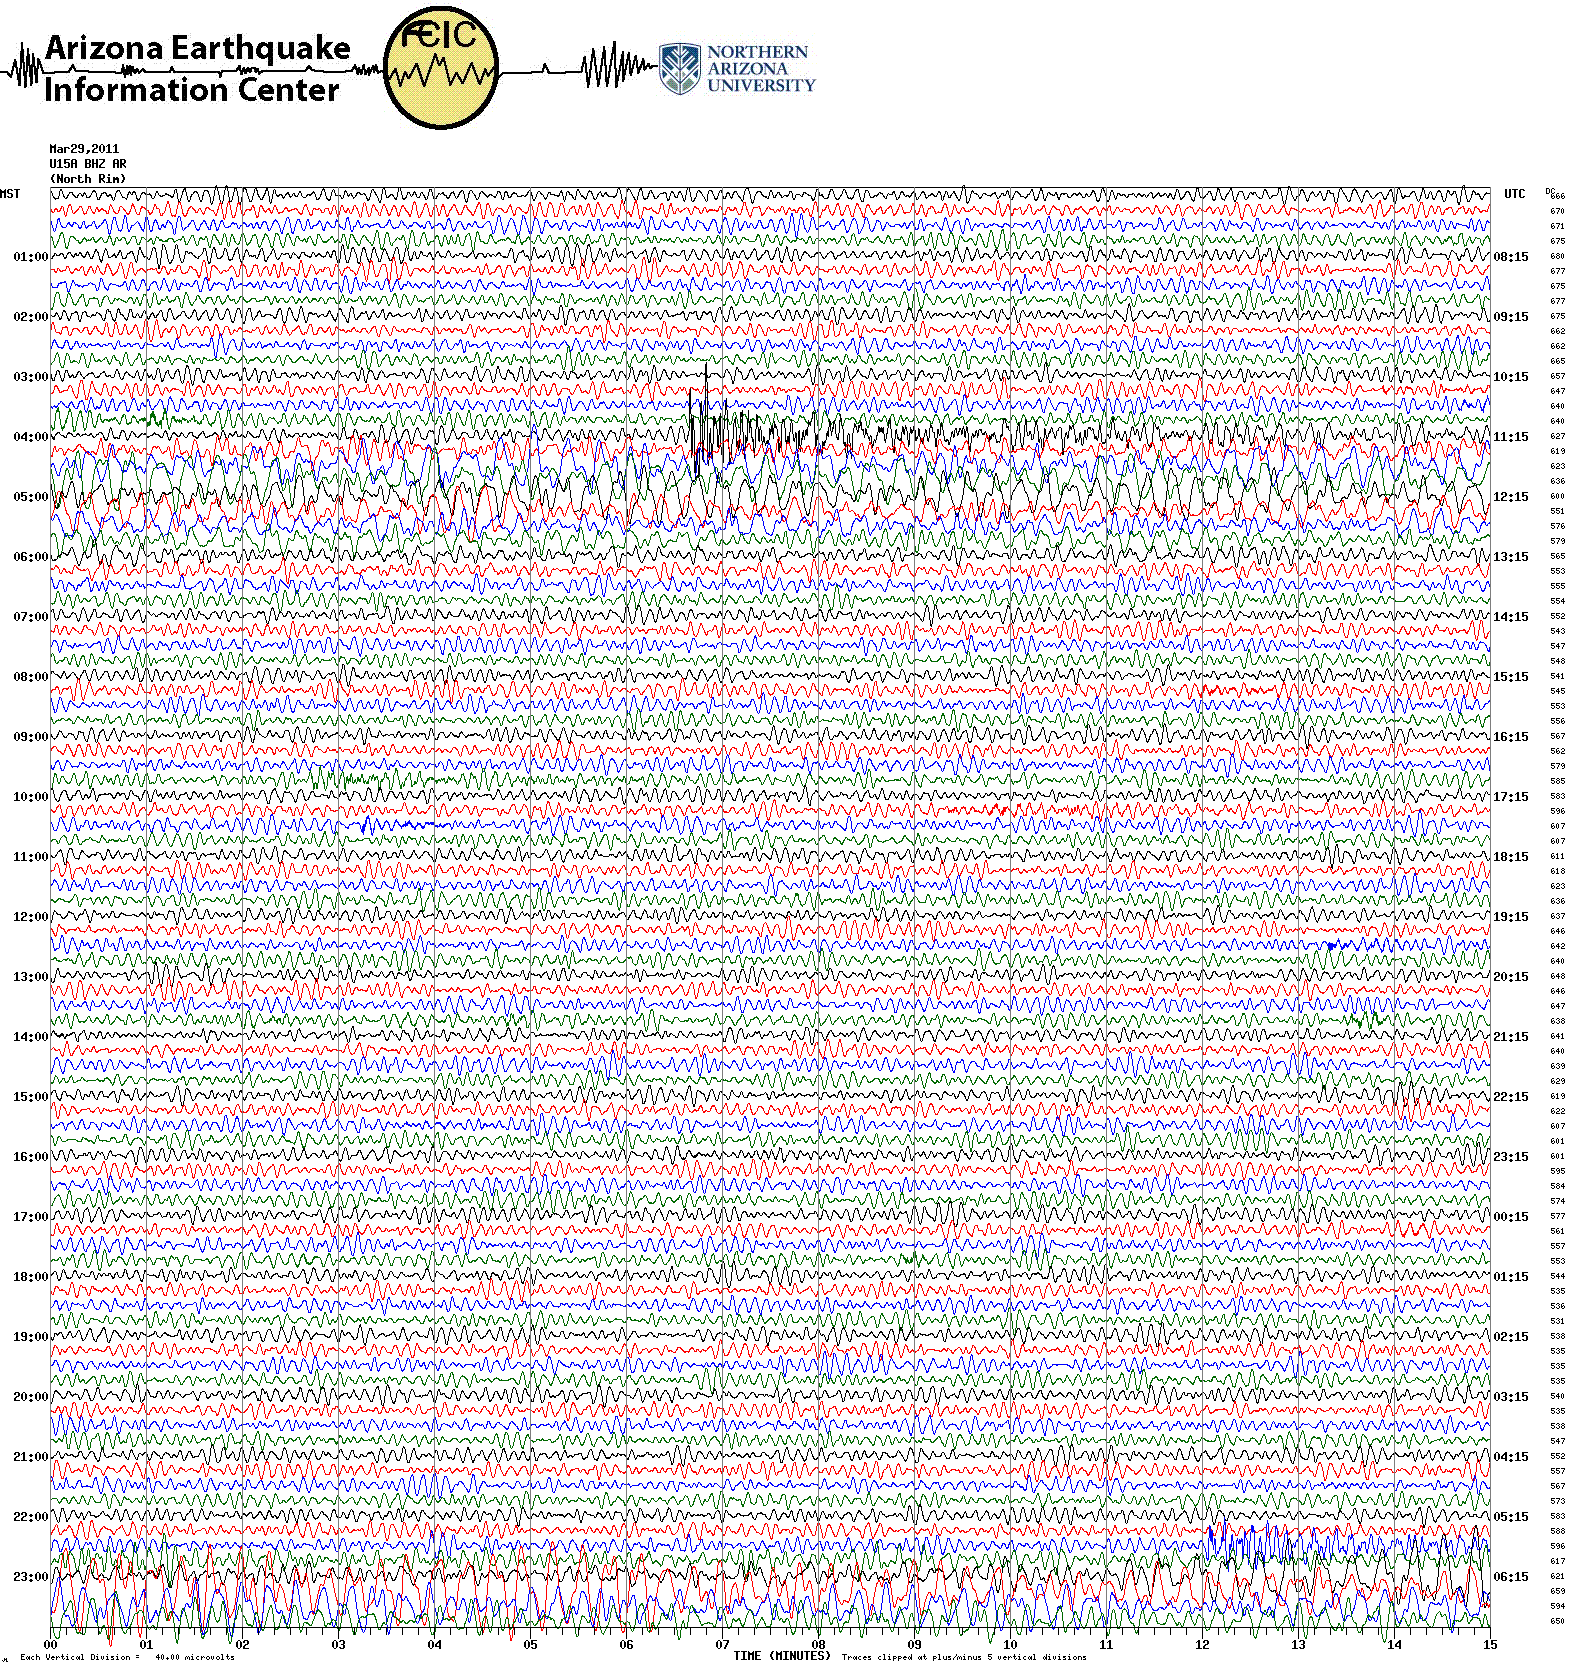 Arizona Earthquake
Information Center
AEIC
NORTHERN
ARIZONA
UNIVERSITY
Mar29,2011
U15A BHZ AR
(North Rim)
MST UTC DC
666
670
671
675
01:00 08:15 680
677
675
677
02:00 09:15 675
662
662
665
03:00 10:15 657
647
640
640
04:00 11:15 627
619
623
636
05:00 12:15 600
551
576
579
06:00 13:15 565
553
555
554
07:00 14:15 552
543
547
548
08:00 15:15 541
545
553
556
09:00 16:15 567
562
579
585
10:00 17:15 583
596
607
607
11:00 18:15 611
618
623
636
12:00 19:15 637
646
642
640
13:00 20:15 648
646
647
638
14:00 21:15 641
640
639
629
15:00 22:15 619
622
607
601
16:00 23:15 601
595
584
574
17:00 00:15 577
561
557
553
18:00 01:15 544
535
536
531
19:00 02:15 538
535
535
535
20:00 03:15 540
535
538
547
21:00 04:15 552
557
567
573
22:00 05:15 583
588
596
617
23:00 06:15 621
659
594
650
00 01 02 03 04 05 06 07 08 09 10 11 12 13 14 15
Each Vertical Division = 40.00 microvolts TIME (MINUTES) Traces clipped at plus/minus 5 vertical divisions